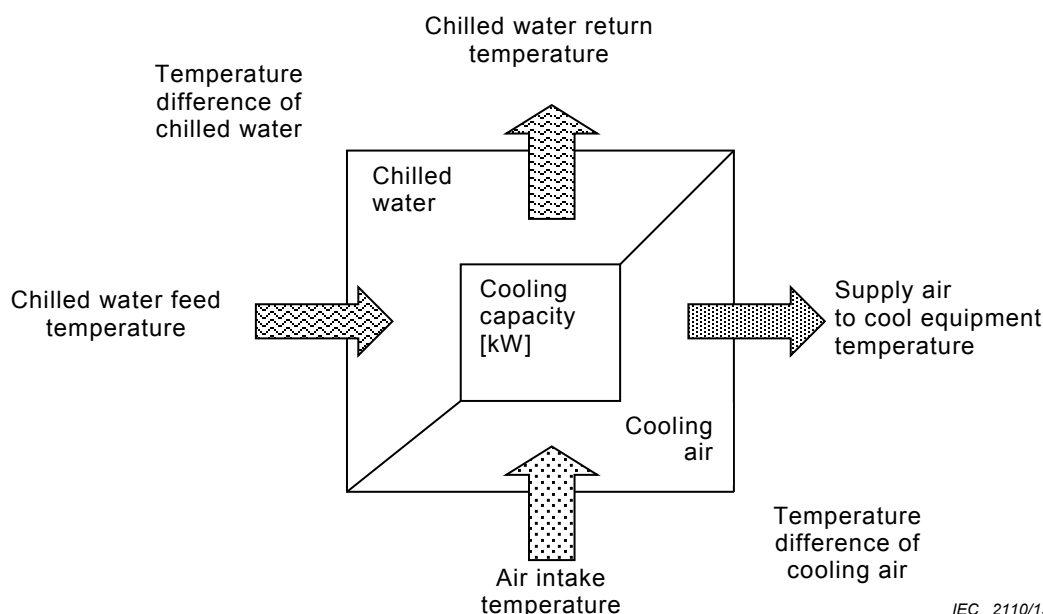 Chilled water return
temperature
Temperature
difference of
chilled water
Chilled
water
Chilled water feed
temperature
Cooling
capacity
[kW]
Supply air
to cool equipment
temperature
Cooling
air
Air intake
temperature
Temperature
difference of
cooling air
IEC